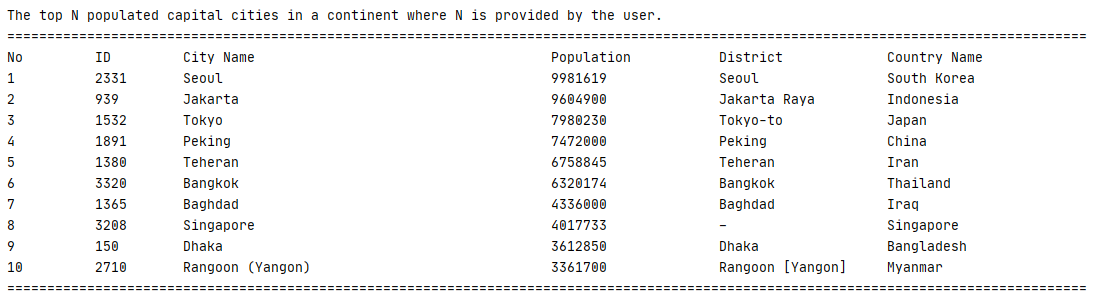 The top N populated capital cities in a continent where N is provided by the user.
=======================================================================================================================================
No ID City Name Population District Country Name
1 2331 Seoul 9981619 Seoul South Korea
2 939 Jakarta 9604900 Jakarta Raya Indonesia
3 1532 Tokyo 7980230 Tokyo-to Japan
4 1891 Peking 7472000 Peking China
5 1380 Teheran 6758845 Teheran Iran
6 3320 Bangkok 6320174 Bangkok Thailand
7 1365 Baghdad 4336000 Baghdad Iraq
8 3208 Singapore 4017733 – Singapore
9 150 Dhaka 3612850 Dhaka Bangladesh
10 2710 Rangoon (Yangon) 3361700 Rangoon [Yangon] Myanmar
=======================================================================================================================================